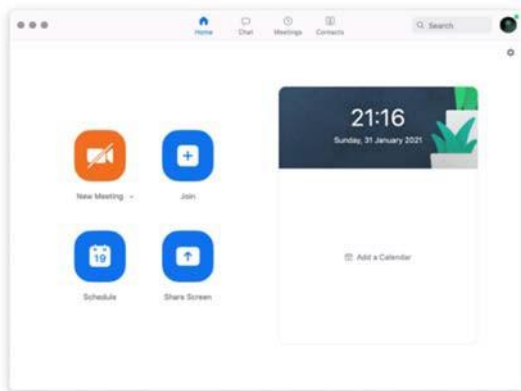 Home Chat Meetings Contacts Search
21:16
Sunday, 31 January 2021
New Meeting Join
19
Add a Calendar
Schedule Share Screen